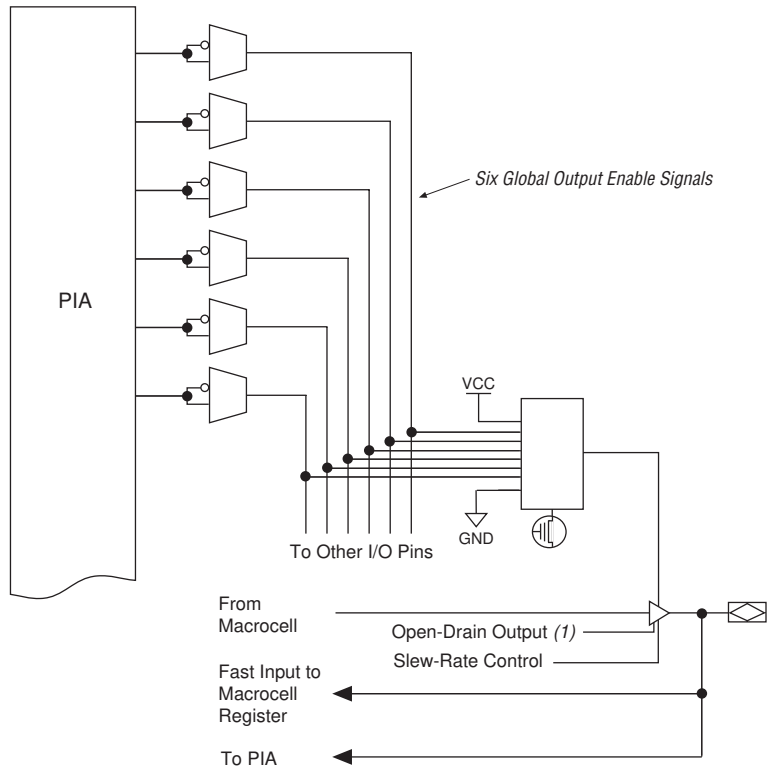 Six Global Output Enable Signals
PIA
VCC
GND
To Other I/O Pins
From
Macrocell
Open-Drain Output (1)
Slew-Rate Control
Fast Input to
Macrocell
Register
To PIA